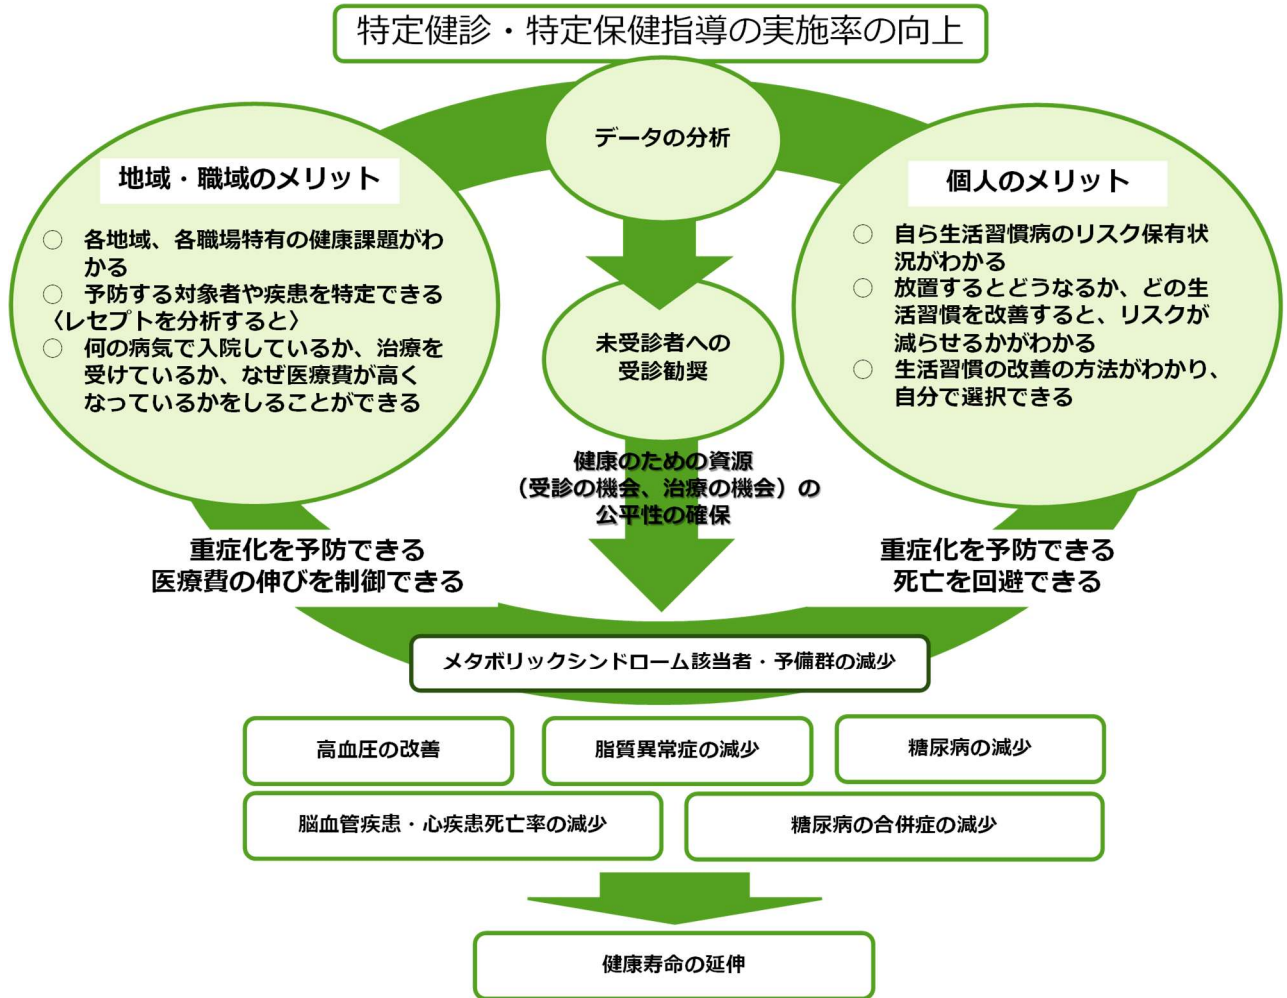 特定健診・特定保健指導の実施率の向上
データの分析
地域・職域のメリット
○ 各地域、各職場特有の健康課題がわ
かる
○ 予防する対象者や疾患を特定できる
〈レセプトを分析すると〉
○ 何の病気で入院しているか、治療を
受けているか、なぜ医療費が高く
なっているかをしることができる
個人のメリット
○ 自ら生活習慣病のリスク保有状
況がわかる
○ 放置するとどうなるか、どの生
活習慣を改善すると、リスクが
減らせるかがわかる
○ 生活習慣の改善の方法がわかり、
自分で選択できる
未受診者への
受診勧奨
健康のための資源
（受診の機会、治療の機会）の
公平性の確保
重症化を予防できる
医療費の伸びを制御できる
重症化を予防できる
死亡を回避できる
メタボリックシンドローム該当者・予備群の減少
高血圧の改善
脂質異常症の減少
糖尿病の減少
脳血管疾患・心疾患死亡率の減少
糖尿病の合併症の減少
健康寿命の延伸